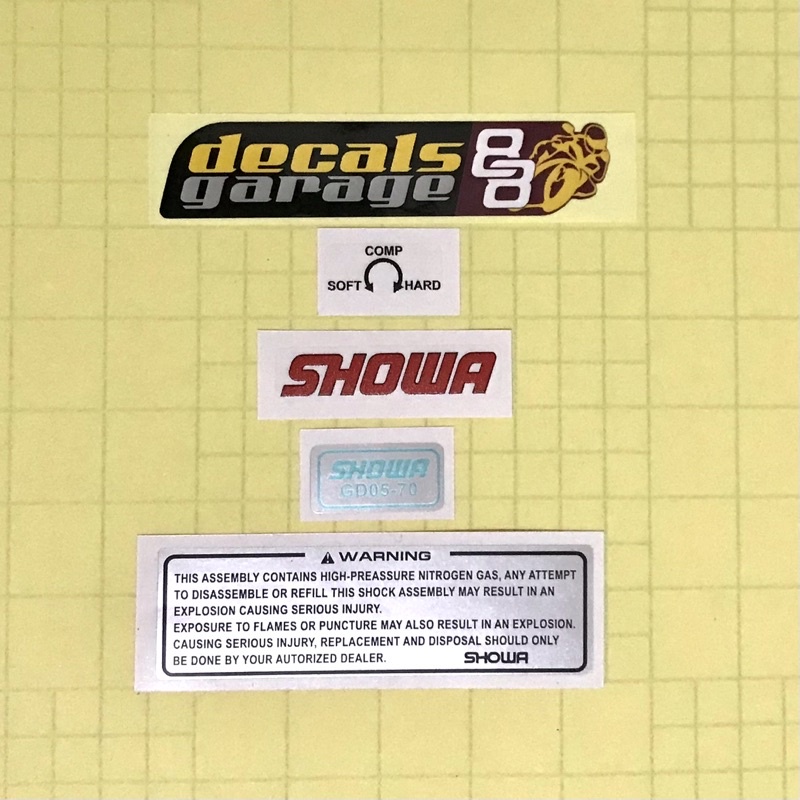 decals
garage
880
COMP
SOFT HARD
SHOWA
SHOWA
GD05-70
WARNING
THIS ASSEMBLY CONTAINS HIGH-PREASSURE NITROGEN GAS, ANY ATTEMPT
TO DISASSEMBLE OR REFILL THIS SHOCK ASSEMBLY MAY RESULT IN AN
EXPLOSION CAUSING SERIOUS INJURY.
EXPOSURE TO FLAMES OR PUNCTURE MAY ALSO RESULT IN AN EXPLOSION.
CAUSING SERIOUS INJURY, REPLACEMENT AND DISPOSAL SHOULD ONLY
BE DONE BY YOUR AUTORIZED DEALER. SHOWA